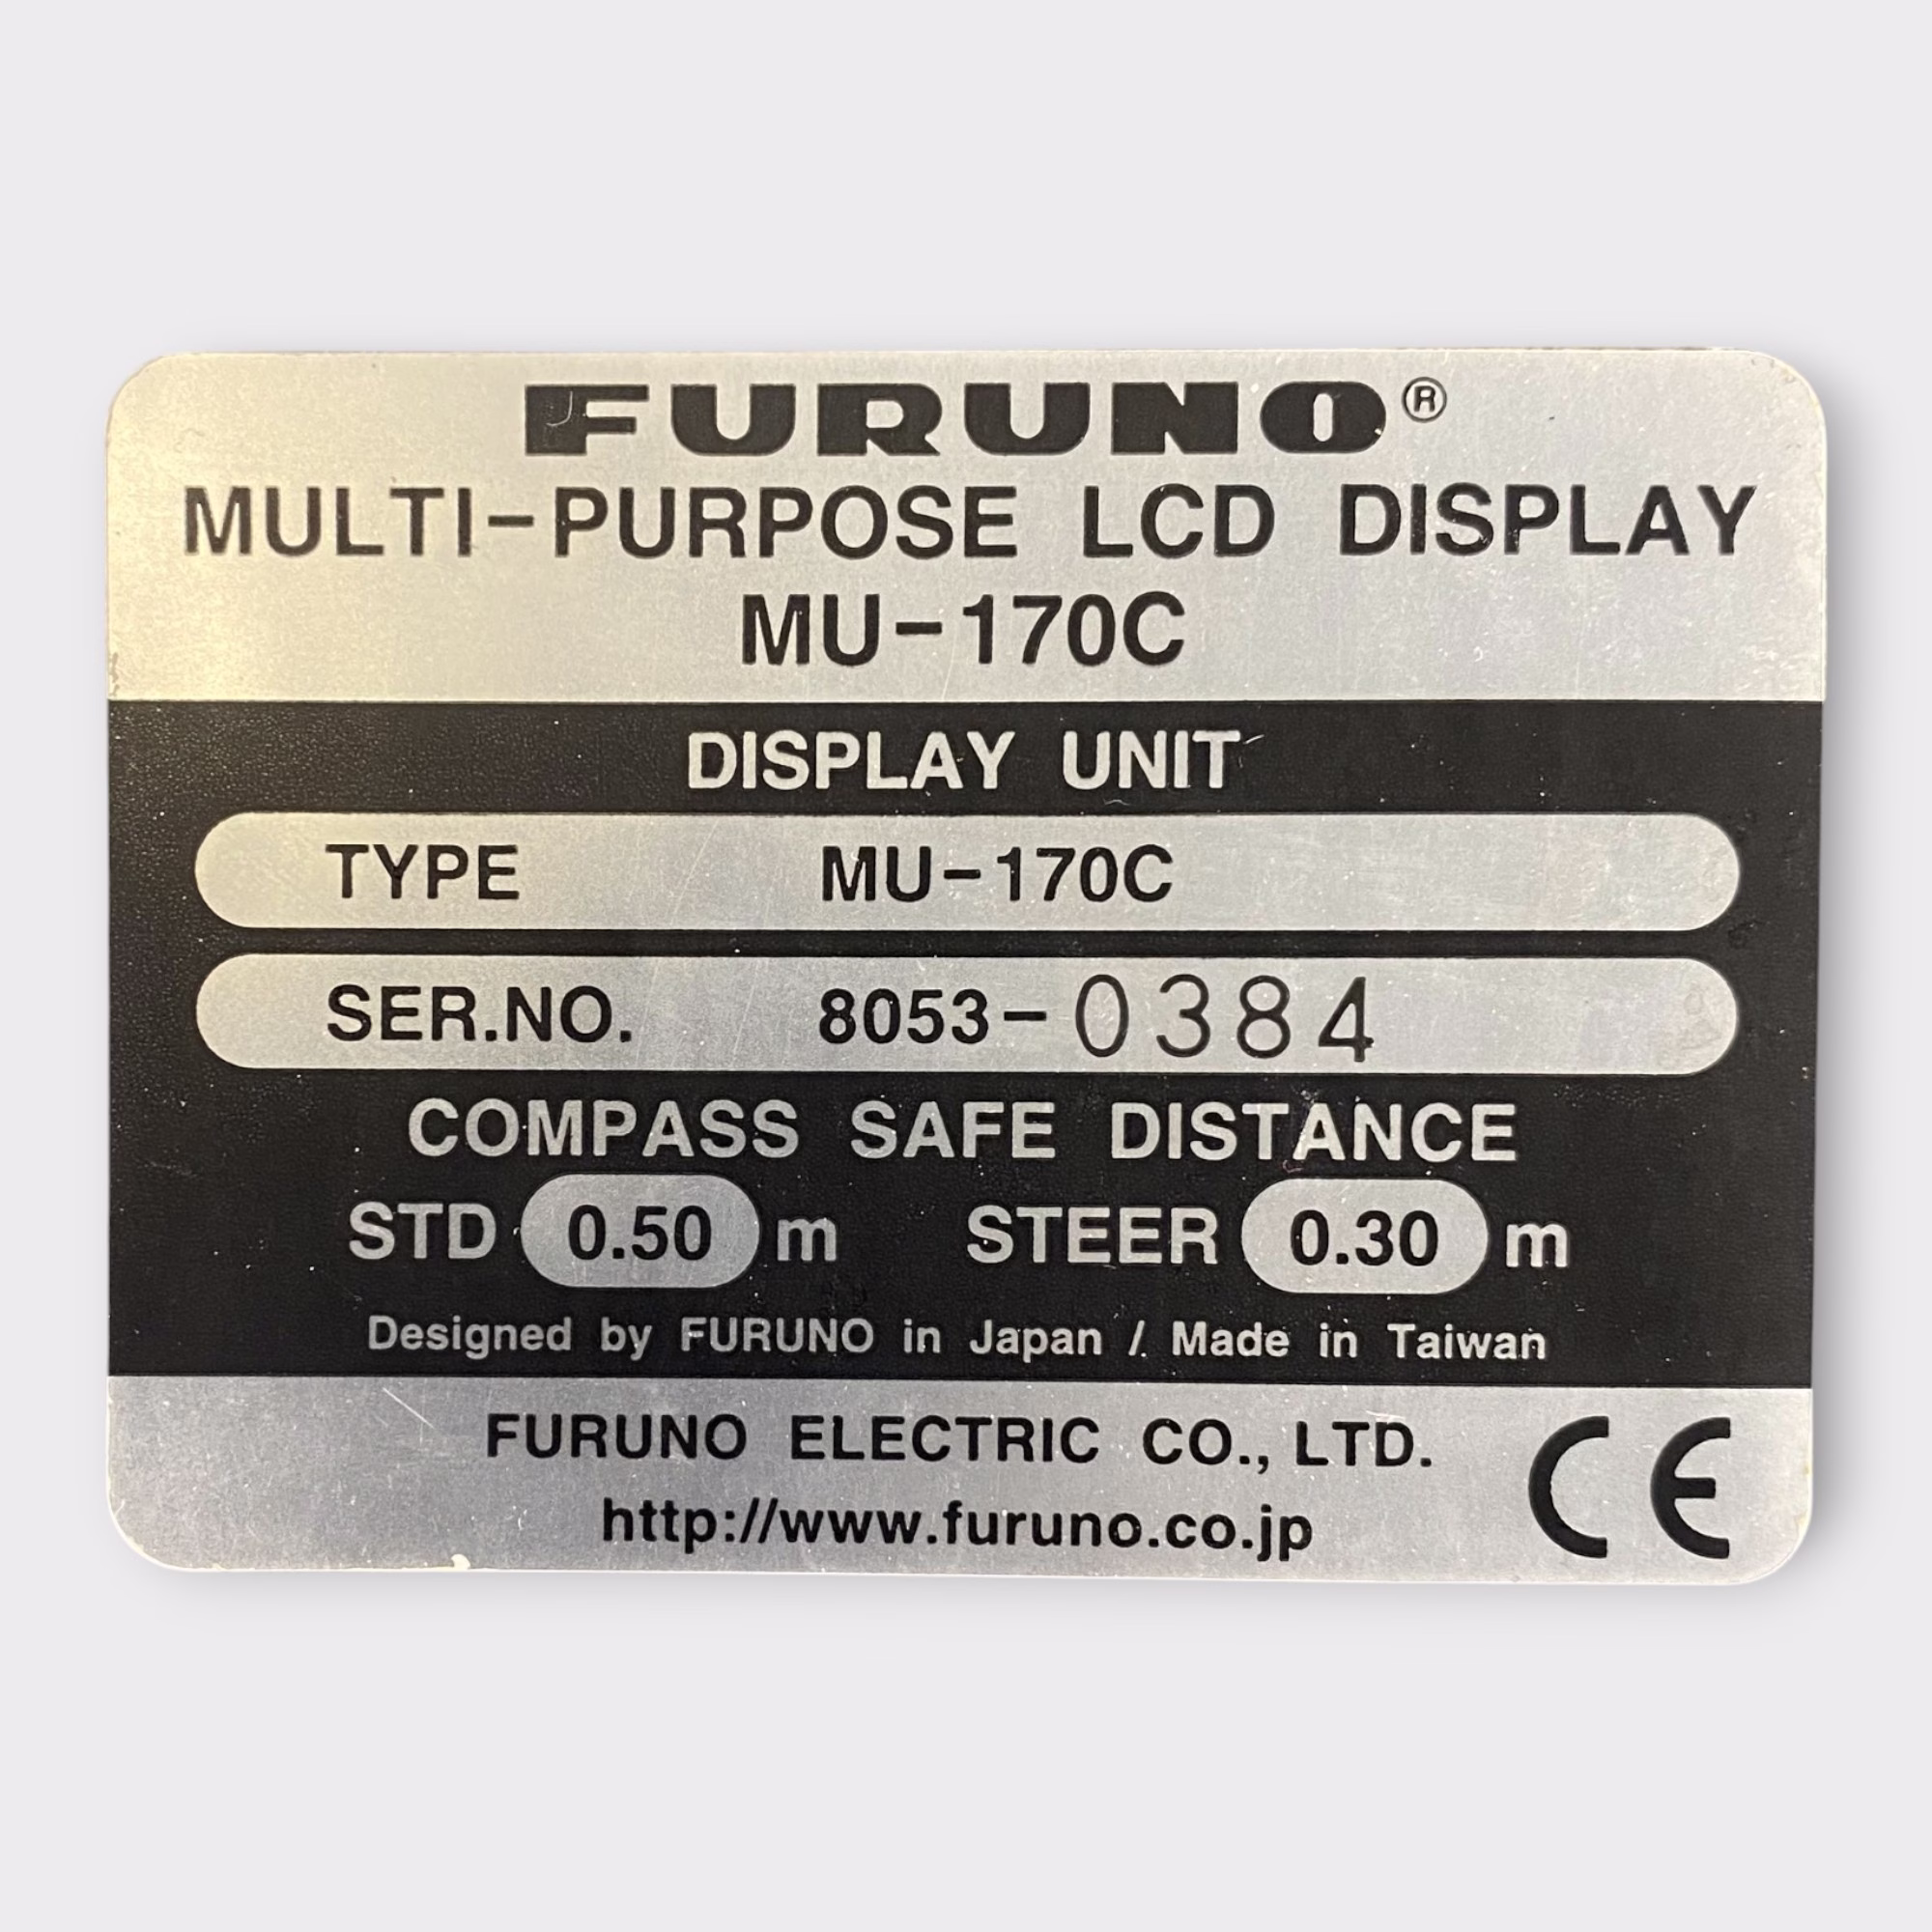 FURUNO®
MULTI-PURPOSE LCD DISPLAY
MU-170C
DISPLAY UNIT
TYPE MU-170C
SER.NO. 8053-0384
COMPASS SAFE DISTANCE
STD 0.50 m STEER 0.30 m
Designed by FURUNO in Japan / Made in Taiwan
FURUNO ELECTRIC CO., LTD.
http://www.furuno.co.jp
CE